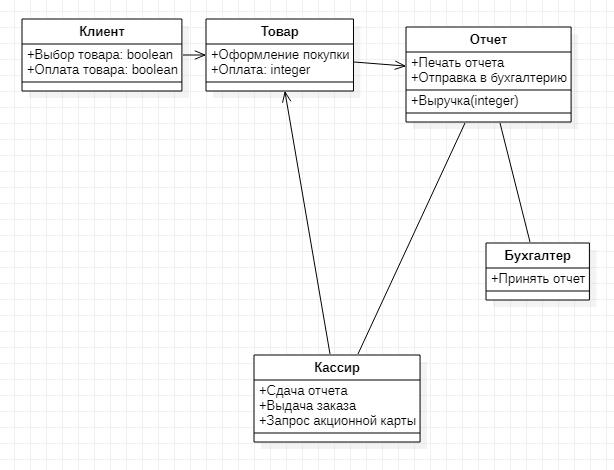 Клиент
+Выбор товара: boolean
+Оплата товара: boolean
Товар
+Оформление покупки
+Оплата: integer
Отчет
+Печать отчета
+Отправка в бухгалтерию
+Выручка(integer)
Бухгалтер
+Принять отчет
Кассир
+Сдача отчета
+Выдача заказа
+Запрос акционной карты